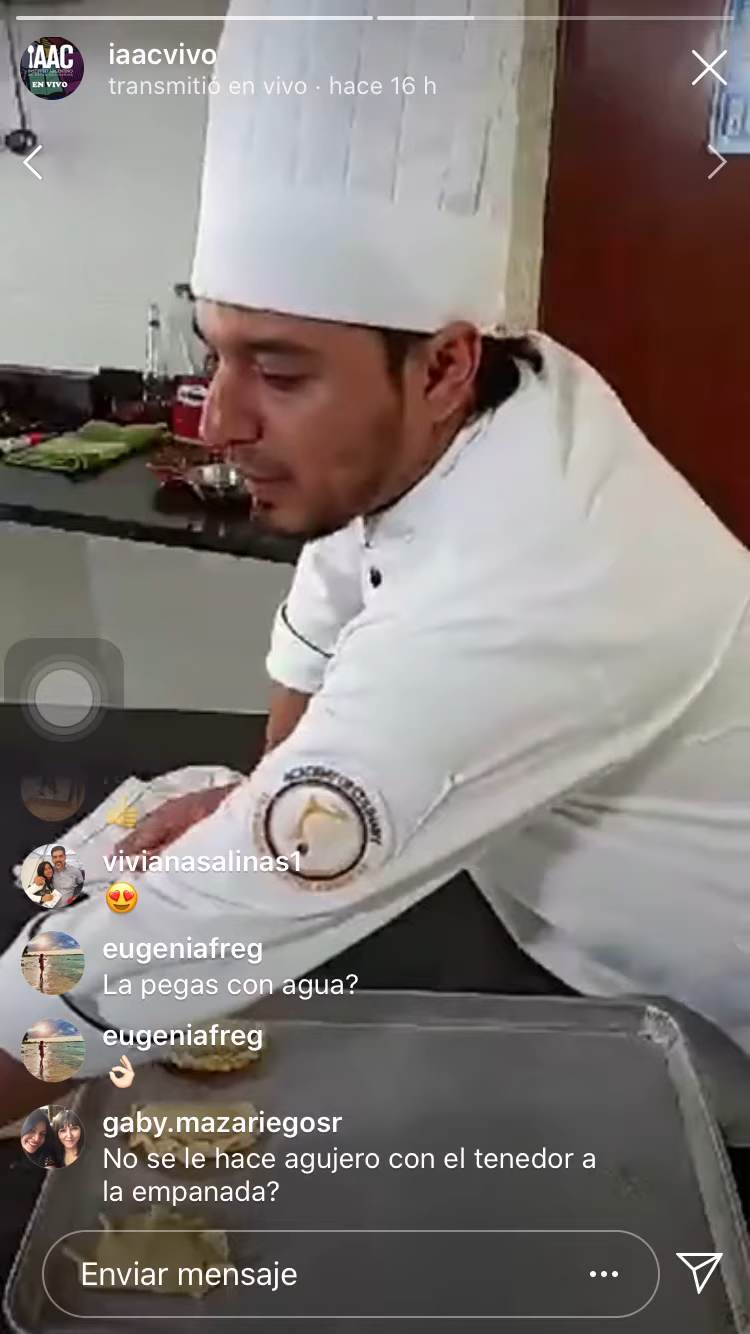 iAAC
EN VIVO
iaacvivo
transmitió en vivo · hace 16 h
ACADEMY OF CULINARY
vivianasalinas1
😍
eugeniafreg
La pegas con agua?
eugeniafreg
👌🏻
gaby.mazariegosr
No se le hace agujero con el tenedor a
la empanada?
Enviar mensaje